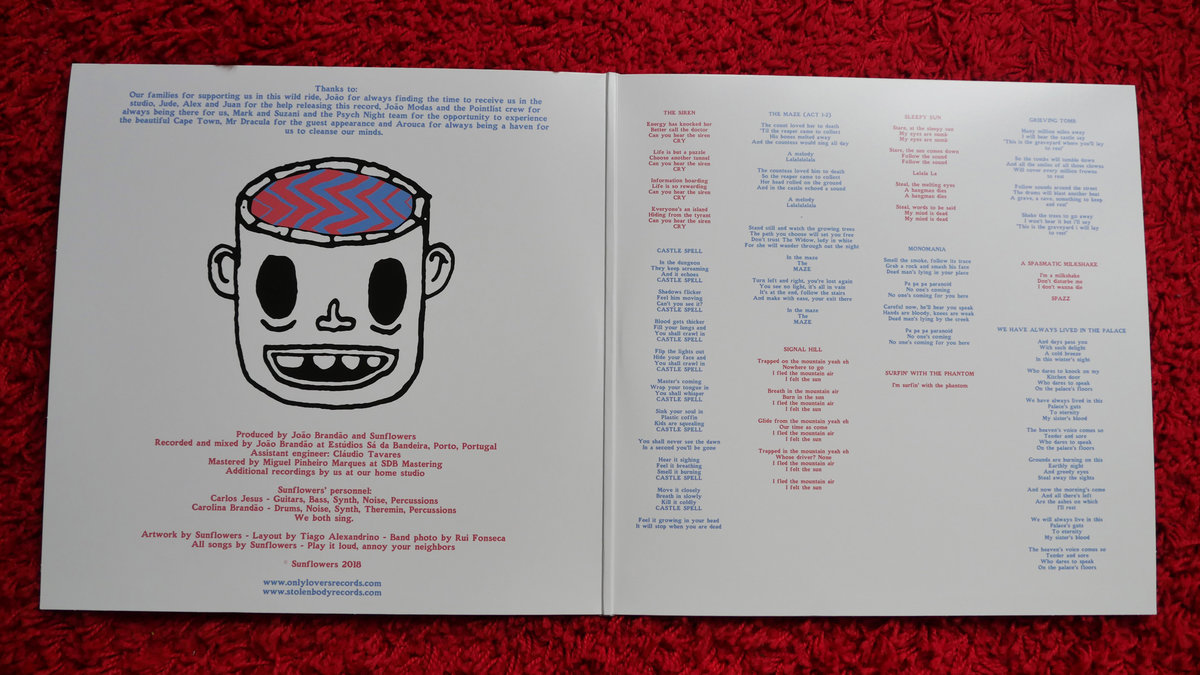 Thanks to:
Our families for supporting us in this wild ride, João for always finding the time to receive us in the
studio, Jude, Alex and Juan for the help releasing this record, João Modas and the Pointlist crew for
always being there for us, Mark and Suzani and the Psych Night team for the opportunity to experience
the beautiful Cape Town, Mr Dracula for the guest appearance and Arouca for always being a haven for
us to cleanse our minds.
Produced by João Brandão and Sunflowers
Recorded and mixed by João Brandão at Estúdios Sá da Bandeira, Porto, Portugal
Assistant engineer: Cláudio Tavares
Mastered by Miguel Pinheiro Marques at SDB Mastering
Additional recordings by us at our home studio
Sunflowers' personnel:
Carlos Jesus - Guitars, Bass, Synth, Noise, Percussions
Carolina Brandão - Drums, Noise, Synth, Theremin, Percussions
We both sing.
Artwork by Sunflowers - Layout by Tiago Alexandrino - Band photo by Rui Fonseca
All songs by Sunflowers - Play it loud, annoy your neighbors
Sunflowers 2018
www.onlyloversrecords.com
www.stolenbodyrecords.com
THE SIREN
Energy has knocked her
Better call the doctor
Can you hear the siren
CRY
Life is but a puzzle
Choose another tunnel
Can you hear the siren
CRY
Information hoarding
Life is so rewarding
Can you hear the siren
CRY
Everyone's an island
Hiding from the tyrant
Can you hear the siren
CRY
CASTLE SPELL
In the dungeon
They keep screaming
And it echoes
CASTLE SPELL
Shadows flicker
Feel him moving
Can't you see it?
CASTLE SPELL
Blood gets thicker
Fill your lungs and
You shall crawl in
CASTLE SPELL
Flip the lights out
Hide your face and
You shall crawl in
CASTLE SPELL
Master's coming
Wrap your tongue in
You shall whisper
CASTLE SPELL
Sink your soul in
Plastic coffin
Kids are squealing
CASTLE SPELL
You shall never see the dawn
In a second you'll be gone
Hear it sighing
Feel it breathing
Smell it burning
CASTLE SPELL
Move it closely
Breath in slowly
Kill it coldly
CASTLE SPELL
Feel it growing in your head
It will stop when you are dead
THE MAZE (ACT 1-2)
The count loved her to death
'Til the reaper came to collect
His bones melted away
And the countess would sing all day
A melody
Lalalalalala
The countess loved him to death
So the reaper came to collect
Her head rolled on the ground
And in the castle echoed a sound
A melody
Lalalalalala
-
Stand still and watch the growing trees
The path you choose will set you free
Don't trust The Widow, lady in white
For she will wander through out the night
In the maze
The
MAZE
Turn left and right, you're lost again
You see no light, it's all in vain
It's at the end, follow the stairs
And make with ease, your exit there
In the maze
The
MAZE
SIGNAL HILL
Trapped on the mountain yeah eh
Nowhere to go
I fled the mountain air
I felt the sun
Breath in the mountain air
Burn in the sun
I fled the mountain air
I felt the sun
Glide from the mountain yeah eh
Our time as come
I fled the mountain air
I felt the sun
Trapped in the mountain yeah eh
Whose driver? None
I fled the mountain air
I felt the sun
I fled the mountain air
I felt the sun
SLEEPY SUN
Stare, at the sleepy sun
My eyes are numb
My eyes are numb
Stare, the sun comes down
Follow the sound
Follow the sound
Lalala La
Steal, the melting eyes
A hangman dies
A hangman dies
Steal, words to be said
My mind is dead
My mind is dead
MONOMANIA
Smell the smoke, follow its trace
Grab a rock and smash his face
Dead man's lying in your place
Pa pa pa paranoid
No one's coming
No one's coming for you here
Careful now, he'll hear you speak
Hands are bloody, knees are weak
Dead man's lying by the creek
Pa pa pa paranoid
No one's coming
No one's coming for you here
SURFIN' WITH THE PHANTOM
I'm surfin' with the phantom
GRIEVING TOMB
Many million miles away
I will hear the castle say
"This is the graveyard where you'll lay
to rest"
So the tombs will tumble down
And all the smiles of all those clowns
Will cover every million frowns
to rest
Follow sounds around the street
The drums will blast another beat
A grave, a cave, something to keep
and rest
Shake the trees to go away
I won't hear it but I'll say
"This is the graveyard i will lay
to rest"
A SPASMATIC MILKSHAKE
I'm a milkshake
Don't disturbe me
I don't wanna die
SPAZZ
WE HAVE ALWAYS LIVED IN THE PALACE
And days pass you
With such delight
A cold breeze
In this winter's night
Who dares to knock on my
Kitchen door
Who dares to speak
On the palace's floors
We have always lived in this
Palace's guts
To eternity
My sister's blood
The heaven's voice comes so
Tender and sore
Who dares to speak
On the palace's floors
Grounds are burning on this
Earthly night
And greedy eyes
Steal away the sights
And now the morning's come
And all there's left
Are the ashes on which
I'll rest
We will always live in this
Palace's guts
To eternity
My sister's blood
The heaven's voice comes so
Tender and sore
Who dares to speak
On the palace's floors